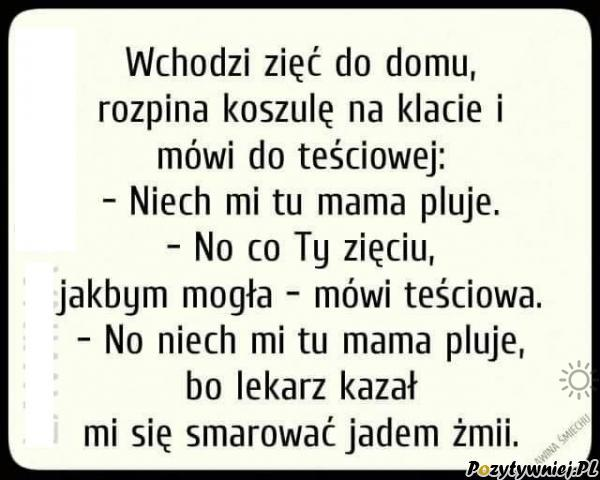 Wchodzi zięć do domu,
rozpina koszulę na klacie i
mówi do teściowej:
- Niech mi tu mama pluje.
- No co Ty zięciu,
jakbym mogła - mówi teściowa.
- No niech mi tu mama pluje,
bo lekarz kazał
mi się smarować jadem żmii.
ŚMIECHU
Pozytywniej.PL